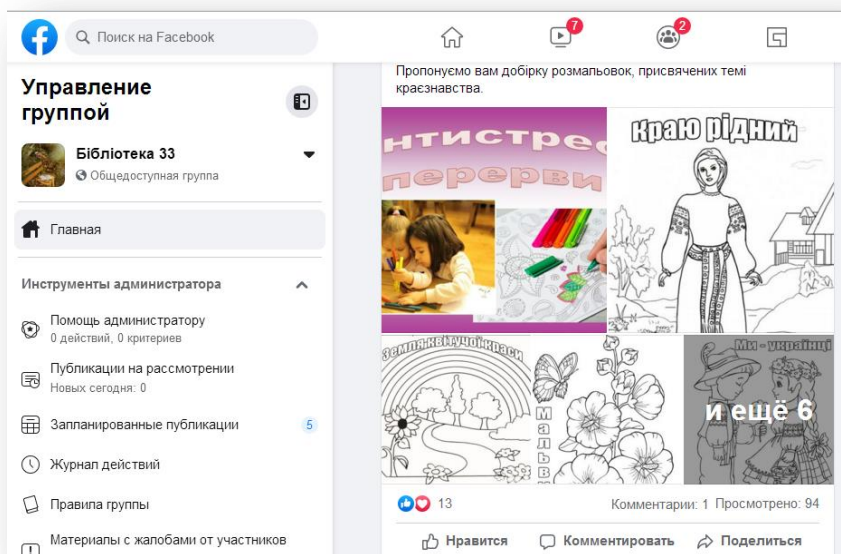 Поиск на Facebook
7
2
Управление
группой
Бібліотека 33
Общедоступная группа
Главная
Инструменты администратора
Помощь администратору
0 действий, 0 критериев
Публикации на рассмотрении
Новых сегодня: 0
Запланированные публикации
5
Журнал действий
Правила группы
Материалы с жалобами от участников
Пропонуємо вам добірку розмальовок, присвячених темі
краєзнавства.
нтистрес
перерви
Краю рідний
Земля квітучої краси
Мальви
Ми - українці
и ещё 6
13
Комментарии: 1 Просмотрено: 94
Нравится
Комментировать
Поделиться